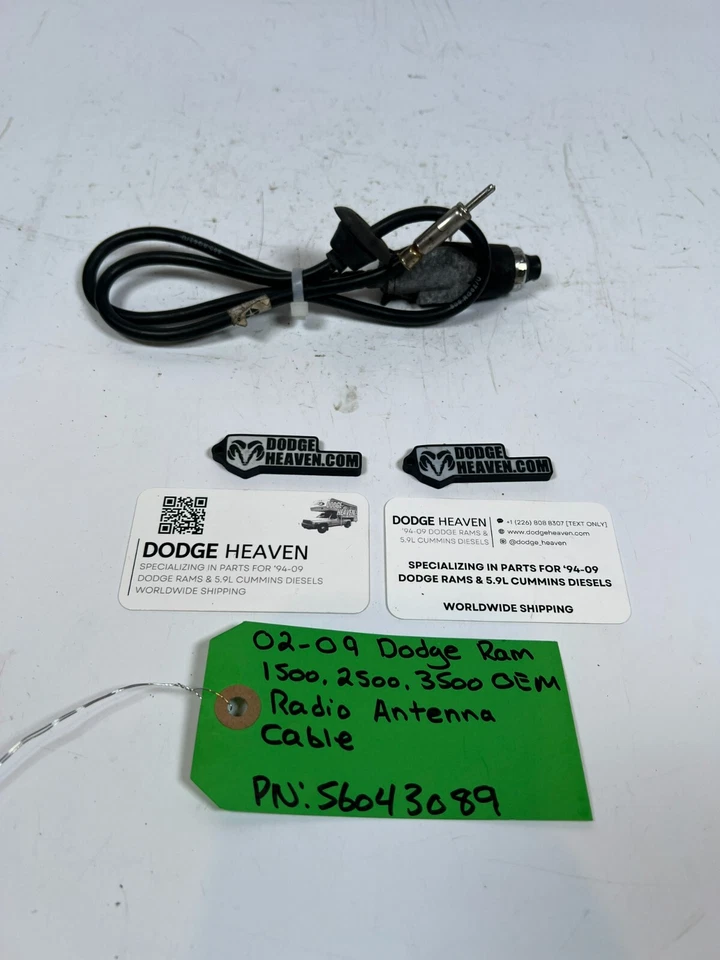 DODGE
HEAVEN.COM
DODGE
HEAVEN.COM
DODGE
HEAVEN
DODGE HEAVEN
SPECIALIZING IN PARTS FOR '94-09
DODGE RAMS & 5.9L CUMMINS DIESELS
WORLDWIDE SHIPPING
DODGE HEAVEN
'94-09 DODGE RAMS &
5.9L CUMMINS DIESELS
+1 (226) 808 8307 [TEXT ONLY]
www.dodgeheaven.com
@dodge_heaven
SPECIALIZING IN PARTS FOR '94-09
DODGE RAMS & 5.9L CUMMINS DIESELS
WORLDWIDE SHIPPING
02-09 Dodge Ram
1500, 2500, 3500 OEM
Radio Antenna
Cable
PN: 56043089